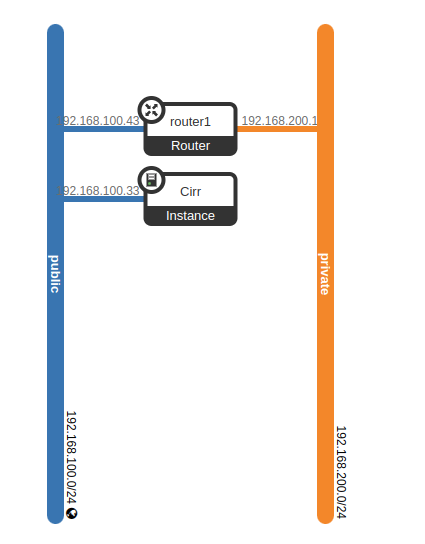 92.168.100.43
router1
192.168.200.1
Router
92.168.100.33
Cirr
Instance
public
private
192.168.100.0/24
192.168.200.0/24